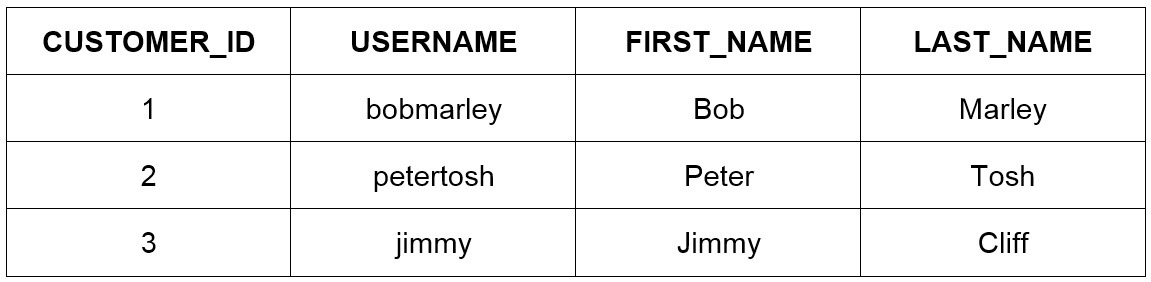 CUSTOMER_ID USERNAME FIRST_NAME LAST_NAME
1 bobmarley Bob Marley
2 petertosh Peter Tosh
3 jimmy Jimmy Cliff